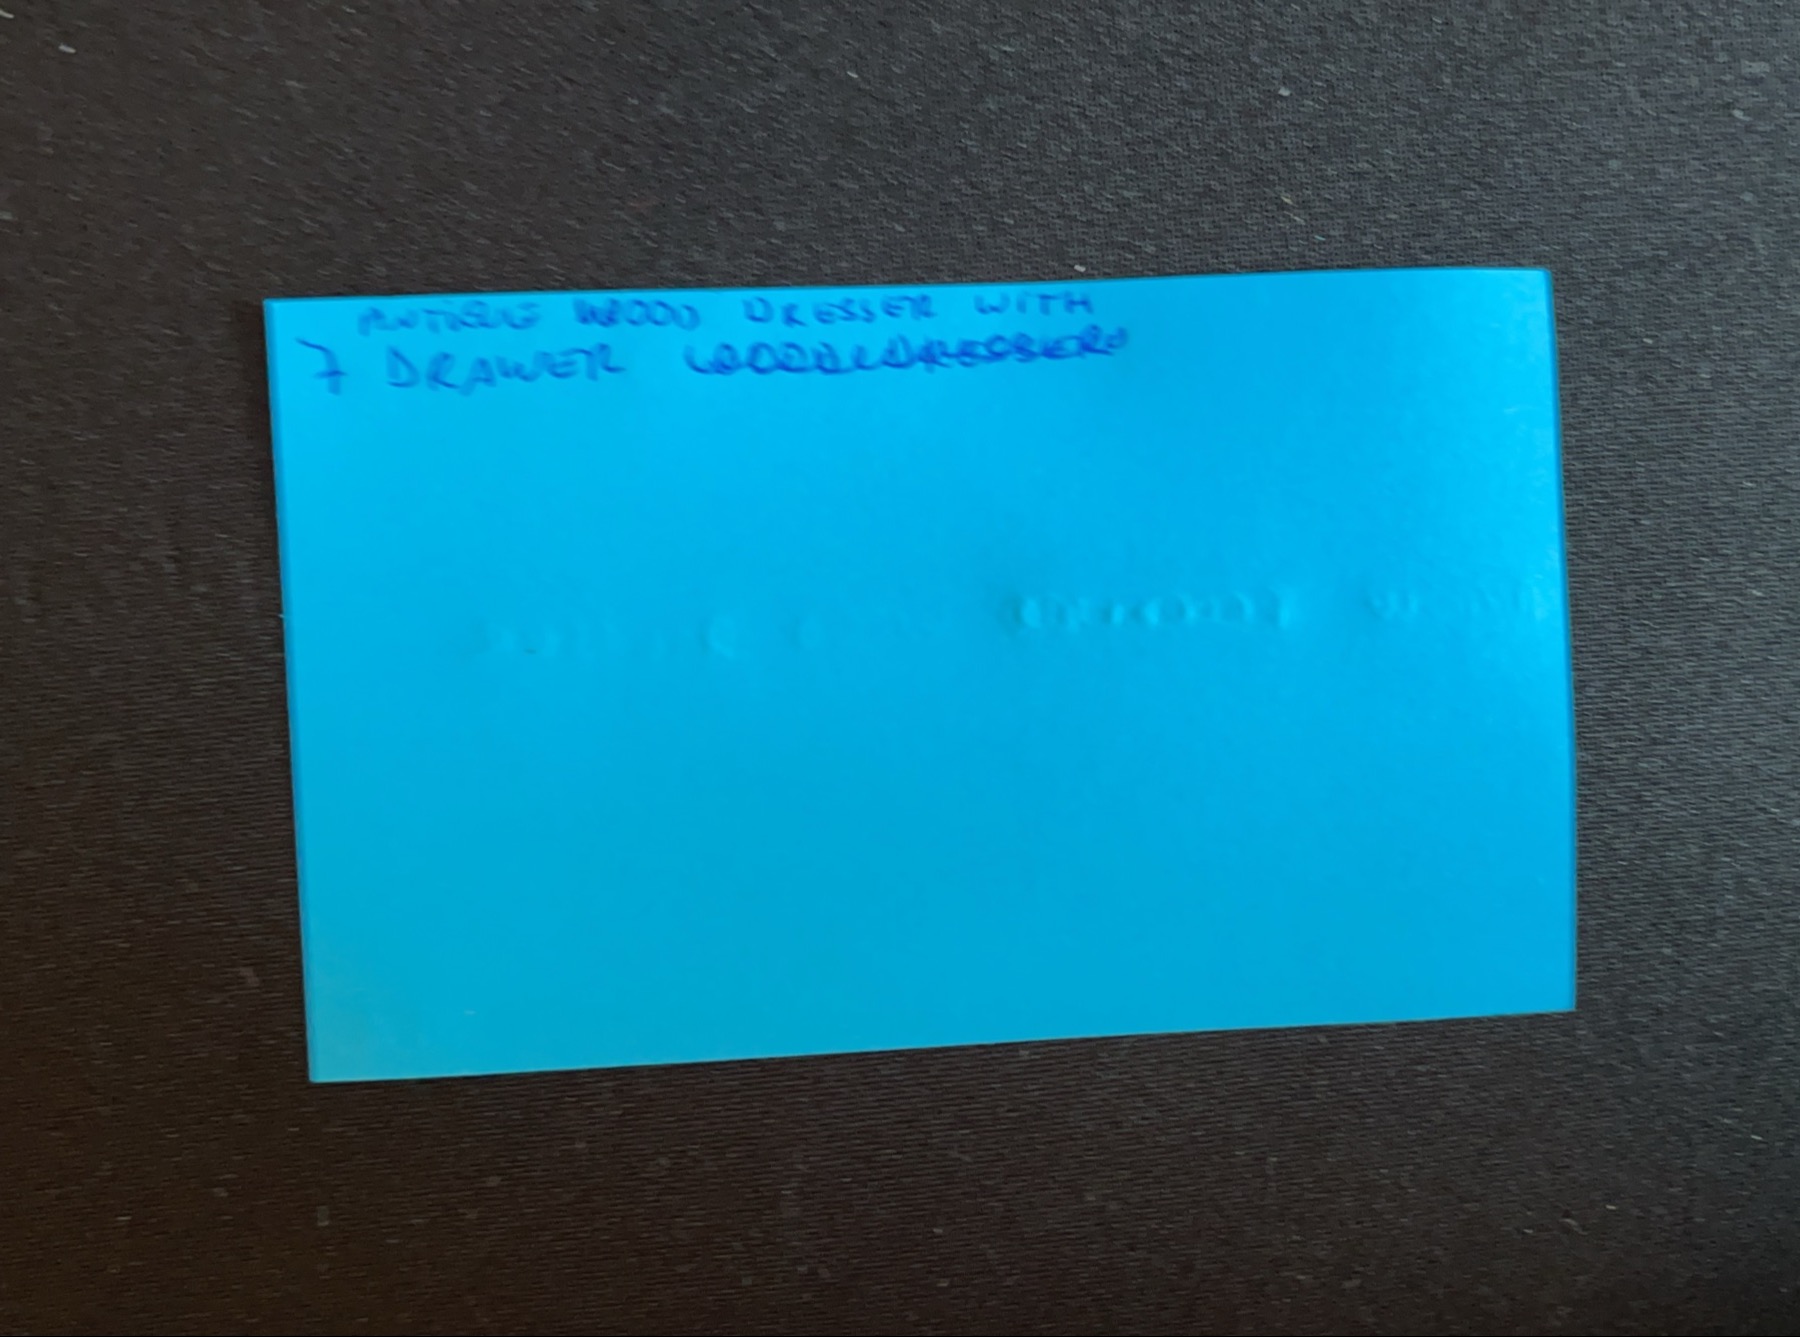 ANTIQUE WOOD DRESSER WITH
7 DRAWER